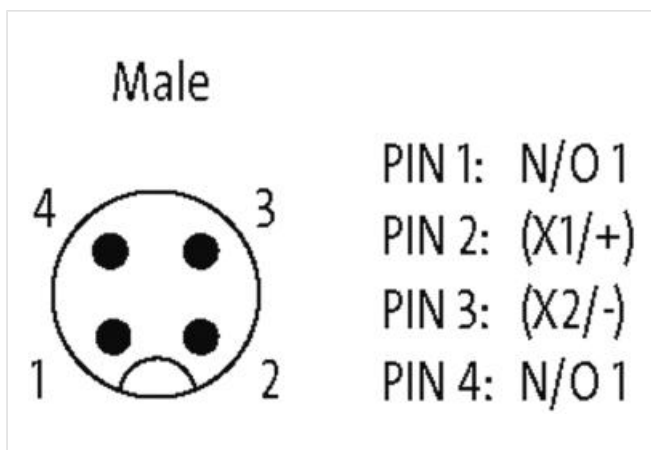 Male
4
3
1
2
PIN 1: N/O 1
PIN 2: (X1/+)
PIN 3: (X2/-)
PIN 4: N/O 1